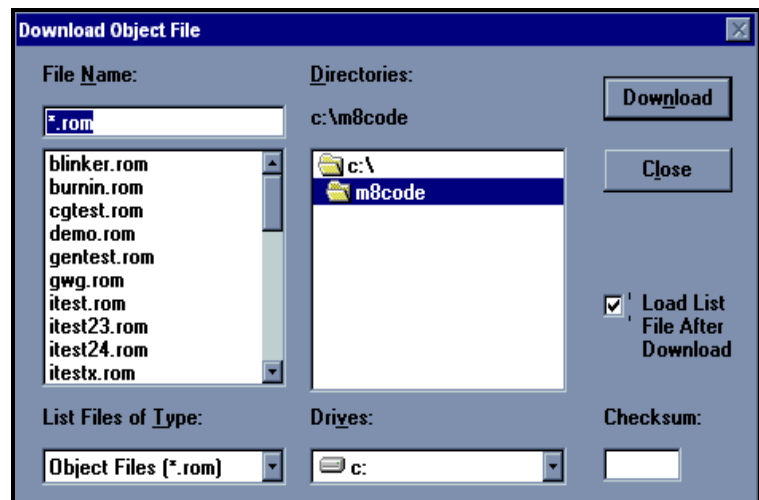 Download Object File
File Name:
*.rom
blinker.rom
burnin.rom
cgtest.rom
demo.rom
gentest.rom
gwg.rom
itest.rom
itest23.rom
itest24.rom
itestx.rom
List Files of Type:
Object Files (*.rom)
Directories:
c:\m8code
c:\
m8code
Drives:
c:
Download
Close
Load List
File After
Download
Checksum: